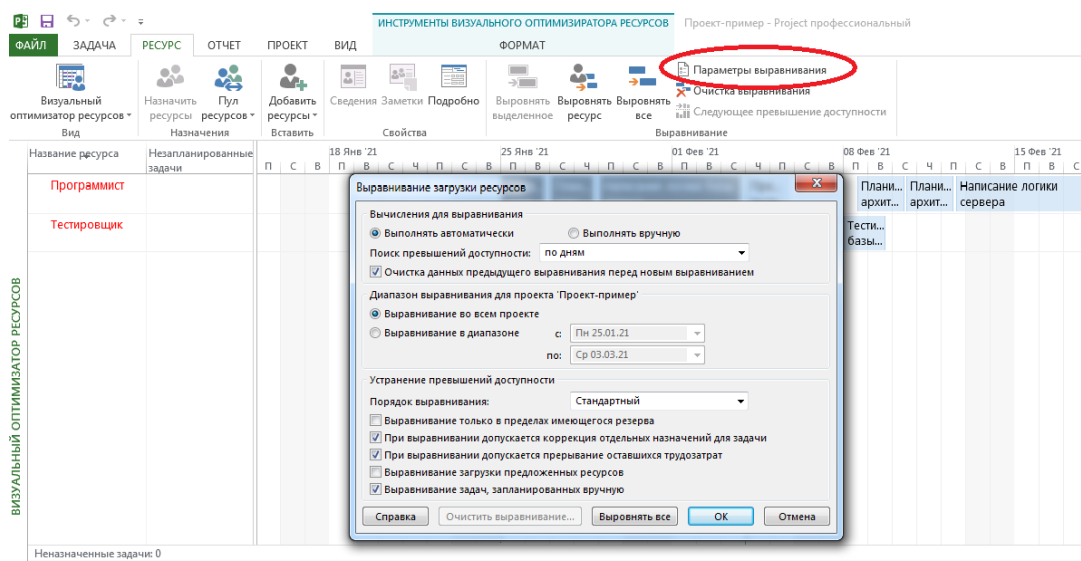 ИНСТРУМЕНТЫ ВИЗУАЛЬНОГО ОПТИМИЗИРАТОРА РЕСУРСОВ
Проект-пример - Project профессиональный
ФАЙЛ ЗАДАЧА РЕСУРС ОТЧЕТ ПРОЕКТ ВИД ФОРМАТ
Визуальный
оптимизатор ресурсов
Вид
Назначить
ресурсы
Пул
ресурсов
Назначения
Добавить
ресурсы
Вставить
Сведения Заметки Подробно
Свойства
Выровнять
выделенное
Выровнять
ресурс
Выровнять
все
Параметры выравнивания
Очистка выравнивания
Следующее превышение доступности
Выравнивание
Название ресурса
Незапланированные
задачи
18 Янв '21 25 Янв '21 01 Фев '21 08 Фев '21 15 Фев '21
П С В П В С Ч П С В П В С Ч П С В П В С Ч П С В П В С Ч П С В П В С
Программист
Плани...
архит...
Плани...
архит...
Написание логики
сервера
Тестировщик
Тести...
базы...
ВИЗУАЛЬНЫЙ ОПТИМИЗАТОР РЕСУРСОВ
Выравнивание загрузки ресурсов
Вычисления для выравнивания
Выполнять автоматически Выполнять вручную
Поиск превышений доступности: по дням
Очистка данных предыдущего выравнивания перед новым выравниванием
Диапазон выравнивания для проекта 'Проект-пример'
Выравнивание во всем проекте
Выравнивание в диапазоне с: Пн 25.01.21
по: Ср 03.03.21
Устранение превышений доступности
Порядок выравнивания: Стандартный
Выравнивание только в пределах имеющегося резерва
При выравнивании допускается коррекция отдельных назначений для задачи
При выравнивании допускается прерывание оставшихся трудозатрат
Выравнивание загрузки предложенных ресурсов
Выравнивание задач, запланированных вручную
Справка Очистить выравнивание... Выровнять все ОК Отмена
Неназначенные задачи: 0